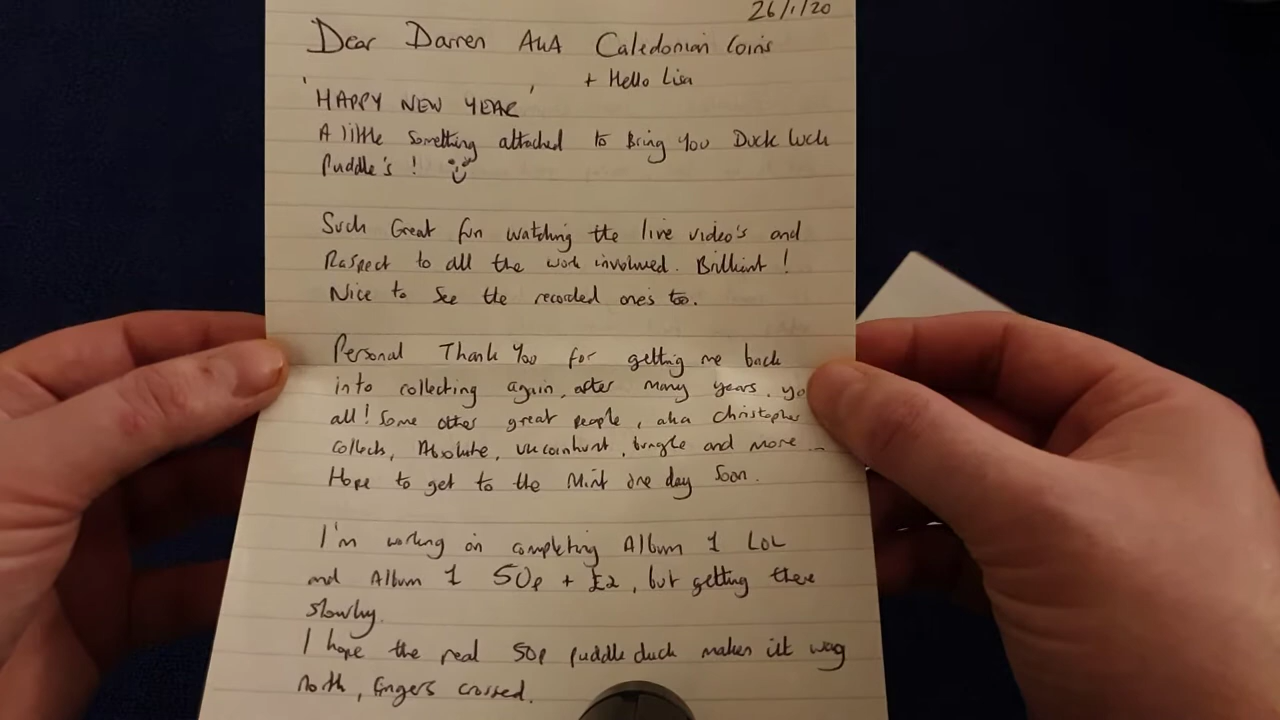 26/1/20
Dear Darren AKA Caledonian Coins
+ Hello Lisa
'HAPPY NEW YEAR'
A little something attached to Bring You Duck luck
Puddle's !
Such Great fun watching the live video's and
Respect to all the work involved. Brilliant !
Nice to See the recorded one's too.
Personal Thank You for getting me back
into collecting again, after many years. yo
all! Some other great people, aka Christopher
collects, Absolute, ukcoinhunt, bungle and more ...
Hope to get to the Mint one day Soon.
I'm working on completing Album 1 LOL
and Album 1 50p + £2, but getting there
slowly.
I hope the real 50p puddle duck makes it way
North, fingers crossed.